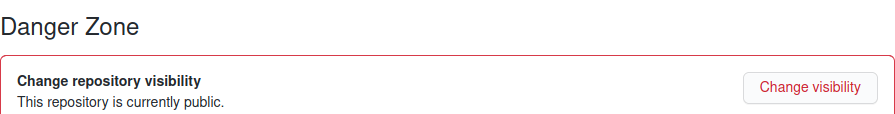 Danger Zone
Change repository visibility
This repository is currently public.
Change visibility